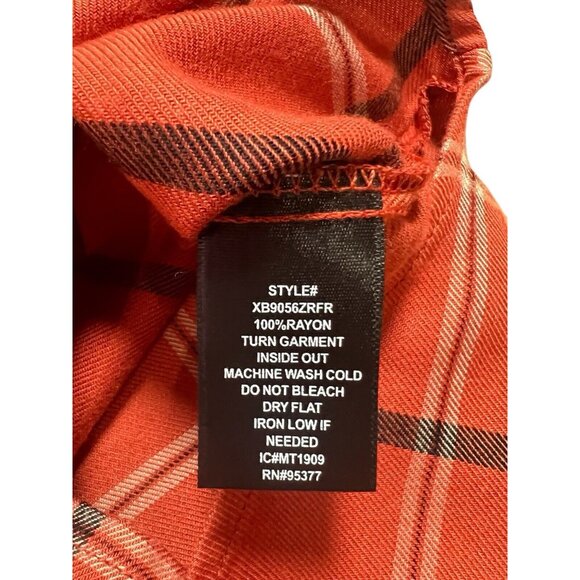 STYLE#
XB9056ZRFR
100%RAYON
TURN GARMENT
INSIDE OUT
MACHINE WASH COLD
DO NOT BLEACH
DRY FLAT
IRON LOW IF
NEEDED
IC#MT1909
RN#95377